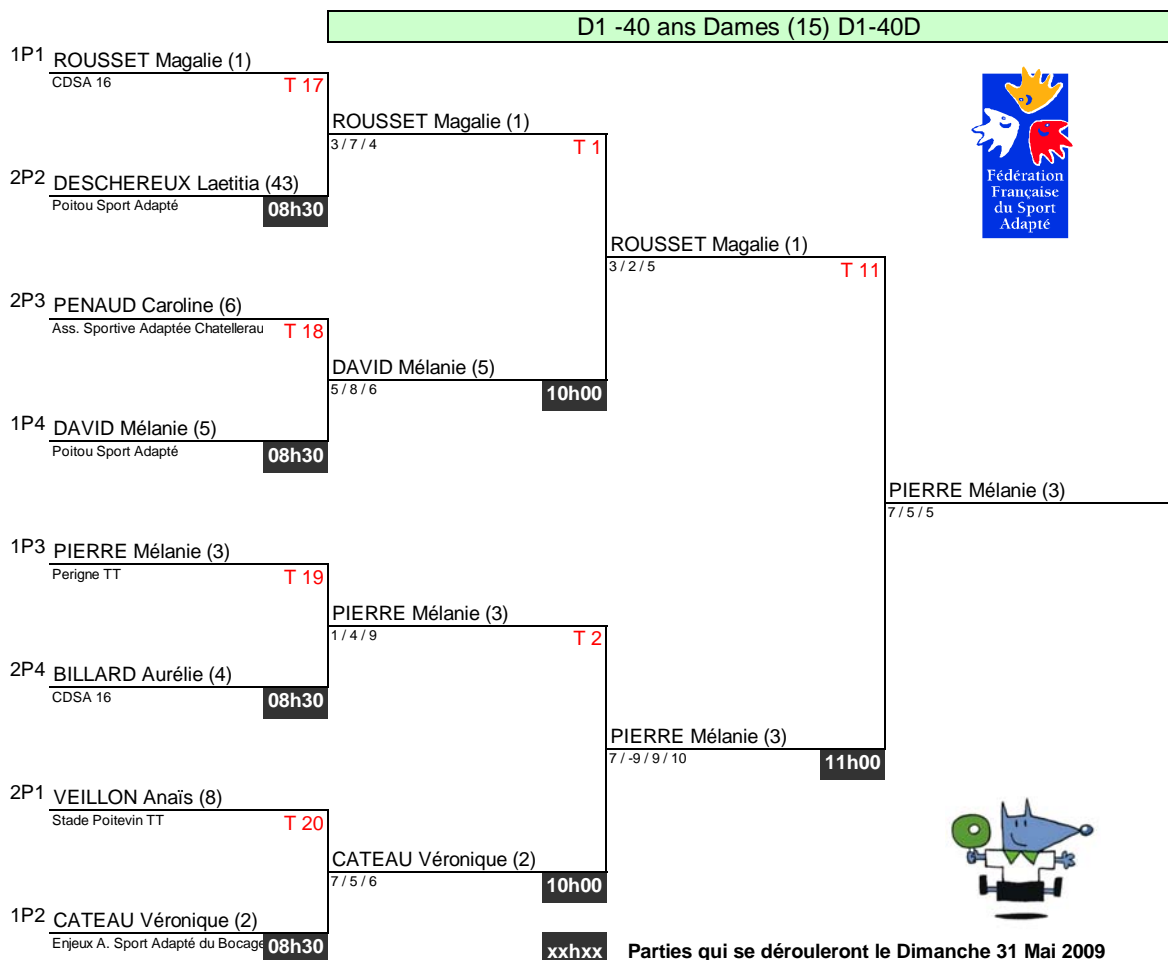 D1 -40 ans Dames (15) D1-40D
1P1 ROUSSET Magalie (1)
CDSA 16 T 17
ROUSSET Magalie (1)
3 / 7 / 4 T 1
2P2 DESCHEREUX Laetitia (43)
Poitou Sport Adapté 08h30
Fédération
Française
du Sport
Adapté
ROUSSET Magalie (1)
3 / 2 / 5 T 11
2P3 PENAUD Caroline (6)
Ass. Sportive Adaptée Chatellerau T 18
DAVID Mélanie (5)
5 / 8 / 6 10h00
1P4 DAVID Mélanie (5)
Poitou Sport Adapté 08h30
PIERRE Mélanie (3)
7 / 5 / 5
1P3 PIERRE Mélanie (3)
Perigne TT T 19
PIERRE Mélanie (3)
1 / 4 / 9 T 2
2P4 BILLARD Aurélie (4)
CDSA 16 08h30
PIERRE Mélanie (3)
7 / -9 / 9 / 10 11h00
2P1 VEILLON Anaïs (8)
Stade Poitevin TT T 20
CATEAU Véronique (2)
7 / 5 / 6 10h00
1P2 CATEAU Véronique (2)
Enjeux A. Sport Adapté du Bocage 08h30
xxhxx Parties qui se dérouleront le Dimanche 31 Mai 2009